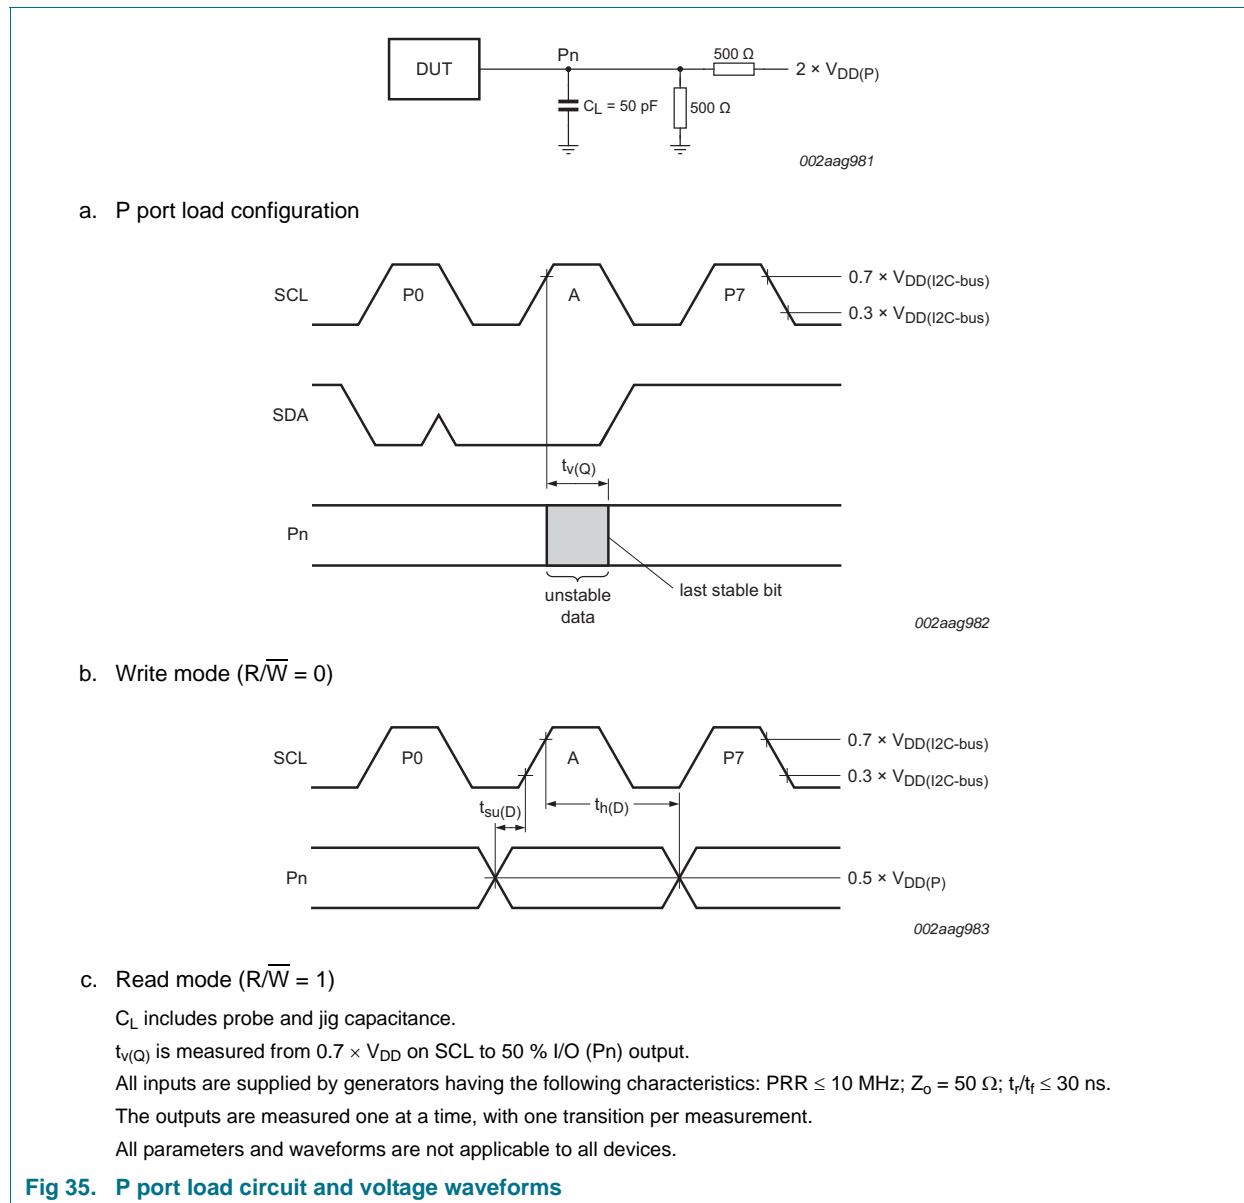 DUT
Pn
500 Ω
2 × VDD(P)
CL = 50 pF
500 Ω
002aag981
a. P port load configuration
SCL
P0
A
P7
0.7 × VDD(I2C-bus)
0.3 × VDD(I2C-bus)
SDA
tv(Q)
Pn
unstable
data
last stable bit
002aag982
b. Write mode (R/W̅ = 0)
SCL
P0
A
P7
0.7 × VDD(I2C-bus)
0.3 × VDD(I2C-bus)
tsu(D)
th(D)
Pn
0.5 × VDD(P)
002aag983
c. Read mode (R/W̅ = 1)
CL includes probe and jig capacitance.
tv(Q) is measured from 0.7 × VDD on SCL to 50 % I/O (Pn) output.
All inputs are supplied by generators having the following characteristics: PRR ≤ 10 MHz; Zo = 50 Ω; tr/tf ≤ 30 ns.
The outputs are measured one at a time, with one transition per measurement.
All parameters and waveforms are not applicable to all devices.
Fig 35. P port load circuit and voltage waveforms